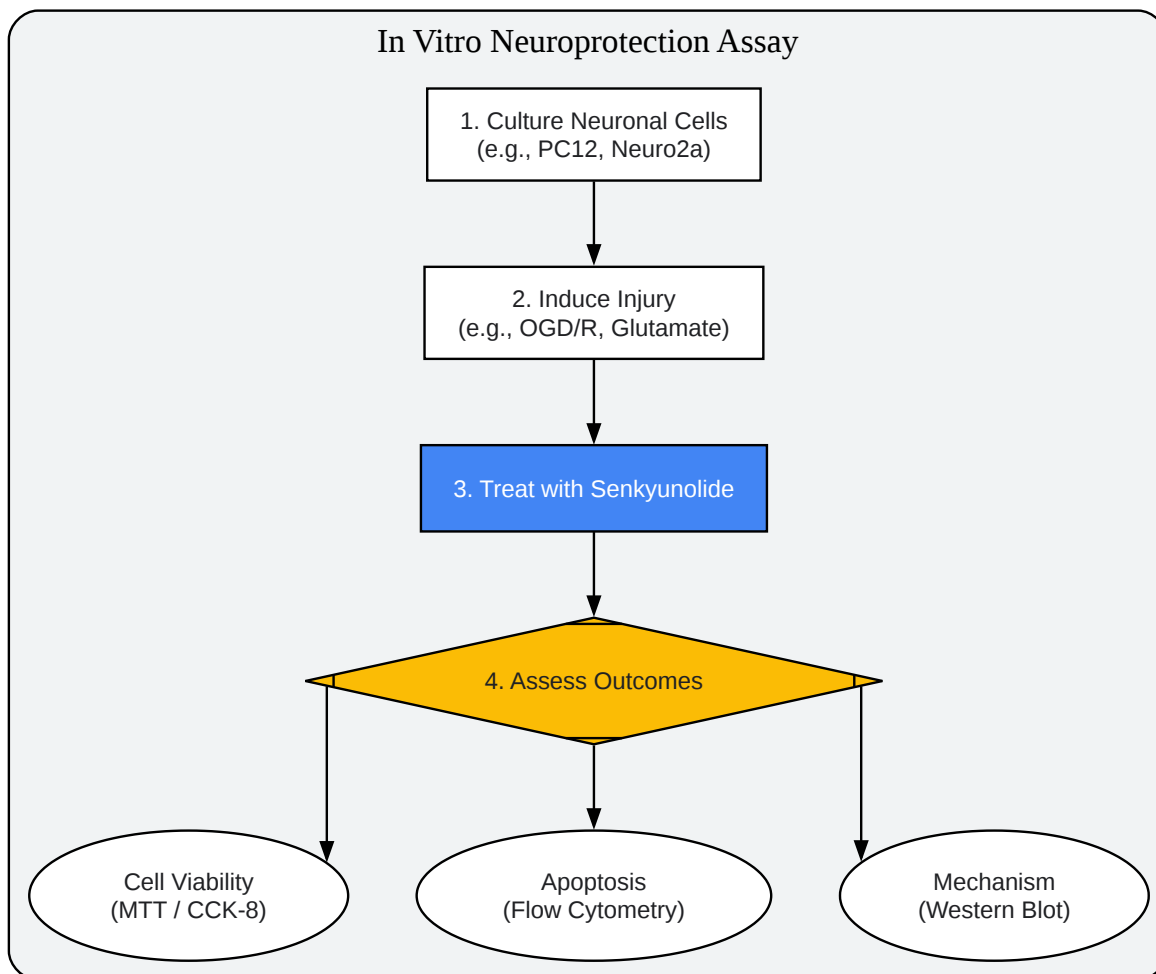 In Vitro Neuroprotection Assay
1. Culture Neuronal Cells
(e.g., PC12, Neuro2a)
2. Induce Injury
(e.g., OGD/R, Glutamate)
3. Treat with Senkyunolide
4. Assess Outcomes
Cell Viability
(MTT / CCK-8)
Apoptosis
(Flow Cytometry)
Mechanism
(Western Blot)